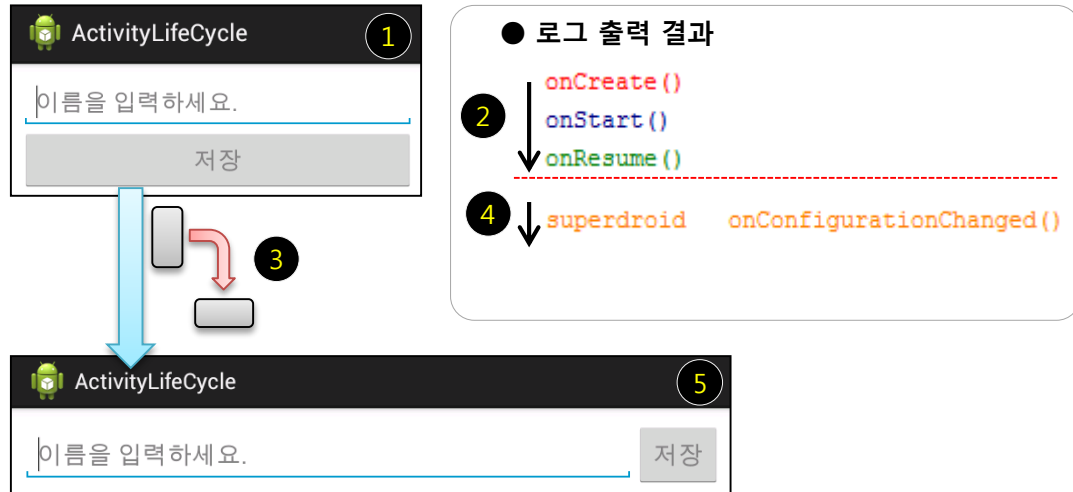 ActivityLifeCycle
1
이름을 입력하세요.
저장
3
● 로그 출력 결과
2
onCreate()
onStart()
onResume()
4
superdroid onConfigurationChanged()
ActivityLifeCycle
5
이름을 입력하세요.
저장